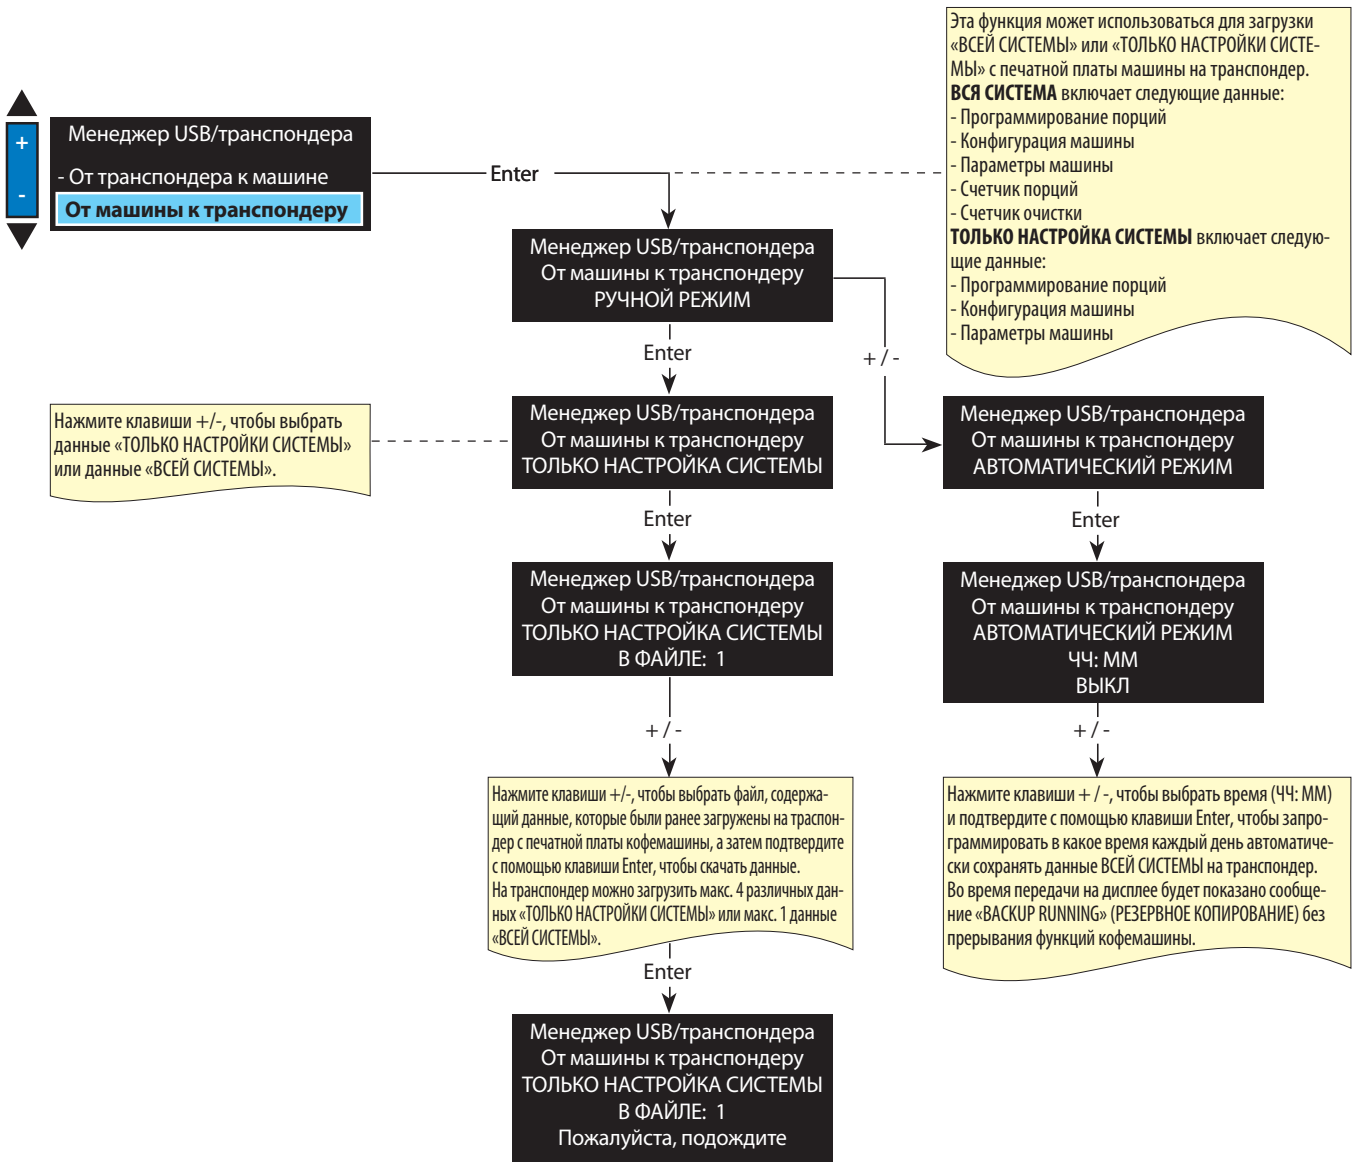 Эта функция может использоваться для загрузки
«ВСЕЙ СИСТЕМЫ» или «ТОЛЬКО НАСТРОЙКИ СИСТЕ-
МЫ» с печатной платы машины на транспондер.
ВСЯ СИСТЕМА включает следующие данные:
- Программирование порций
- Конфигурация машины
- Параметры машины
- Счетчик порций
- Счетчик очистки
ТОЛЬКО НАСТРОЙКА СИСТЕМЫ включает следую-
щие данные:
- Программирование порций
- Конфигурация машины
- Параметры машины
+
-
Менеджер USB/транспондера
- От транспондера к машине
От машины к транспондеру
Enter
Менеджер USB/транспондера
От машины к транспондеру
РУЧНОЙ РЕЖИМ
Enter
+ / -
Нажмите клавиши +/-, чтобы выбрать
данные «ТОЛЬКО НАСТРОЙКИ СИСТЕМЫ»
или данные «ВСЕЙ СИСТЕМЫ».
Менеджер USB/транспондера
От машины к транспондеру
ТОЛЬКО НАСТРОЙКА СИСТЕМЫ
Менеджер USB/транспондера
От машины к транспондеру
АВТОМАТИЧЕСКИЙ РЕЖИМ
Enter
Enter
Менеджер USB/транспондера
От машины к транспондеру
ТОЛЬКО НАСТРОЙКА СИСТЕМЫ
В ФАЙЛЕ: 1
Менеджер USB/транспондера
От машины к транспондеру
АВТОМАТИЧЕСКИЙ РЕЖИМ
ЧЧ: ММ
ВЫКЛ
+ / -
+ / -
Нажмите клавиши +/-, чтобы выбрать файл, содержа-
щий данные, которые были ранее загружены на траспон-
дер с печатной платы кофемашины, а затем подтвердите
с помощью клавиши Enter, чтобы скачать данные.
На транспондер можно загрузить макс. 4 различных дан-
ных «ТОЛЬКО НАСТРОЙКИ СИСТЕМЫ» или макс. 1 данные
«ВСЕЙ СИСТЕМЫ».
Нажмите клавиши + / -, чтобы выбрать время (ЧЧ: ММ)
и подтвердите с помощью клавиши Enter, чтобы запро-
граммировать в какое время каждый день автоматиче-
ски сохранять данные ВСЕЙ СИСТЕМЫ на транспондер.
Во время передачи на дисплее будет показано сообще-
ние «BACKUP RUNNING» (РЕЗЕРВНОЕ КОПИРОВАНИЕ) без
прерывания функций кофемашины.
Enter
Менеджер USB/транспондера
От машины к транспондеру
ТОЛЬКО НАСТРОЙКА СИСТЕМЫ
В ФАЙЛЕ: 1
Пожалуйста, подождите